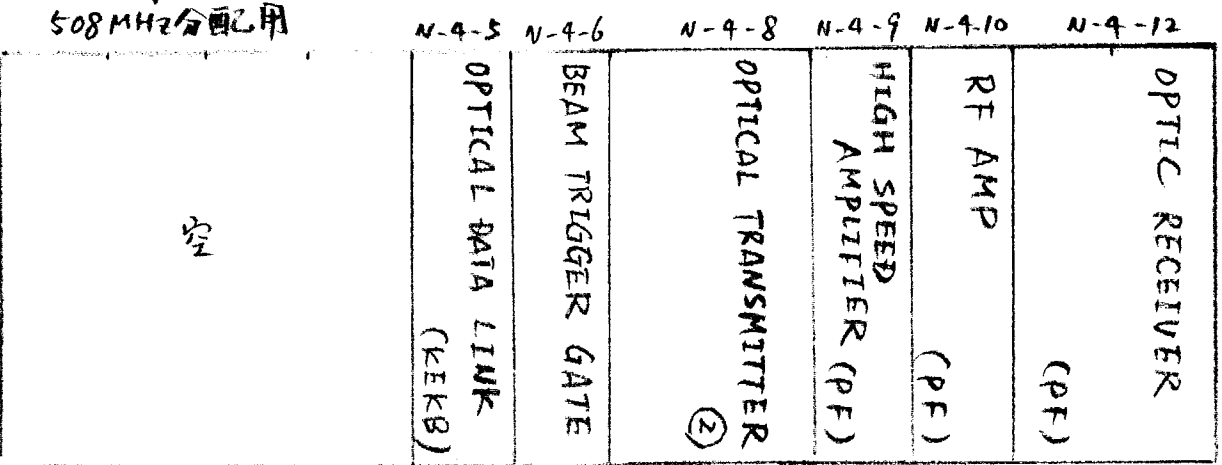 508MHz分配用
N-4-5 N-4-6 N-4-8 N-4-9 N-4-10 N-4-12
空
OPTICAL DATA LINK
(KEKB)
BEAM TRIGGER GATE
OPTICAL TRANSMITTER
②
HIGH SPEED
AMPLIFIER (PF)
RF AMP
(PF)
OPTIC RECEIVER
(PF)